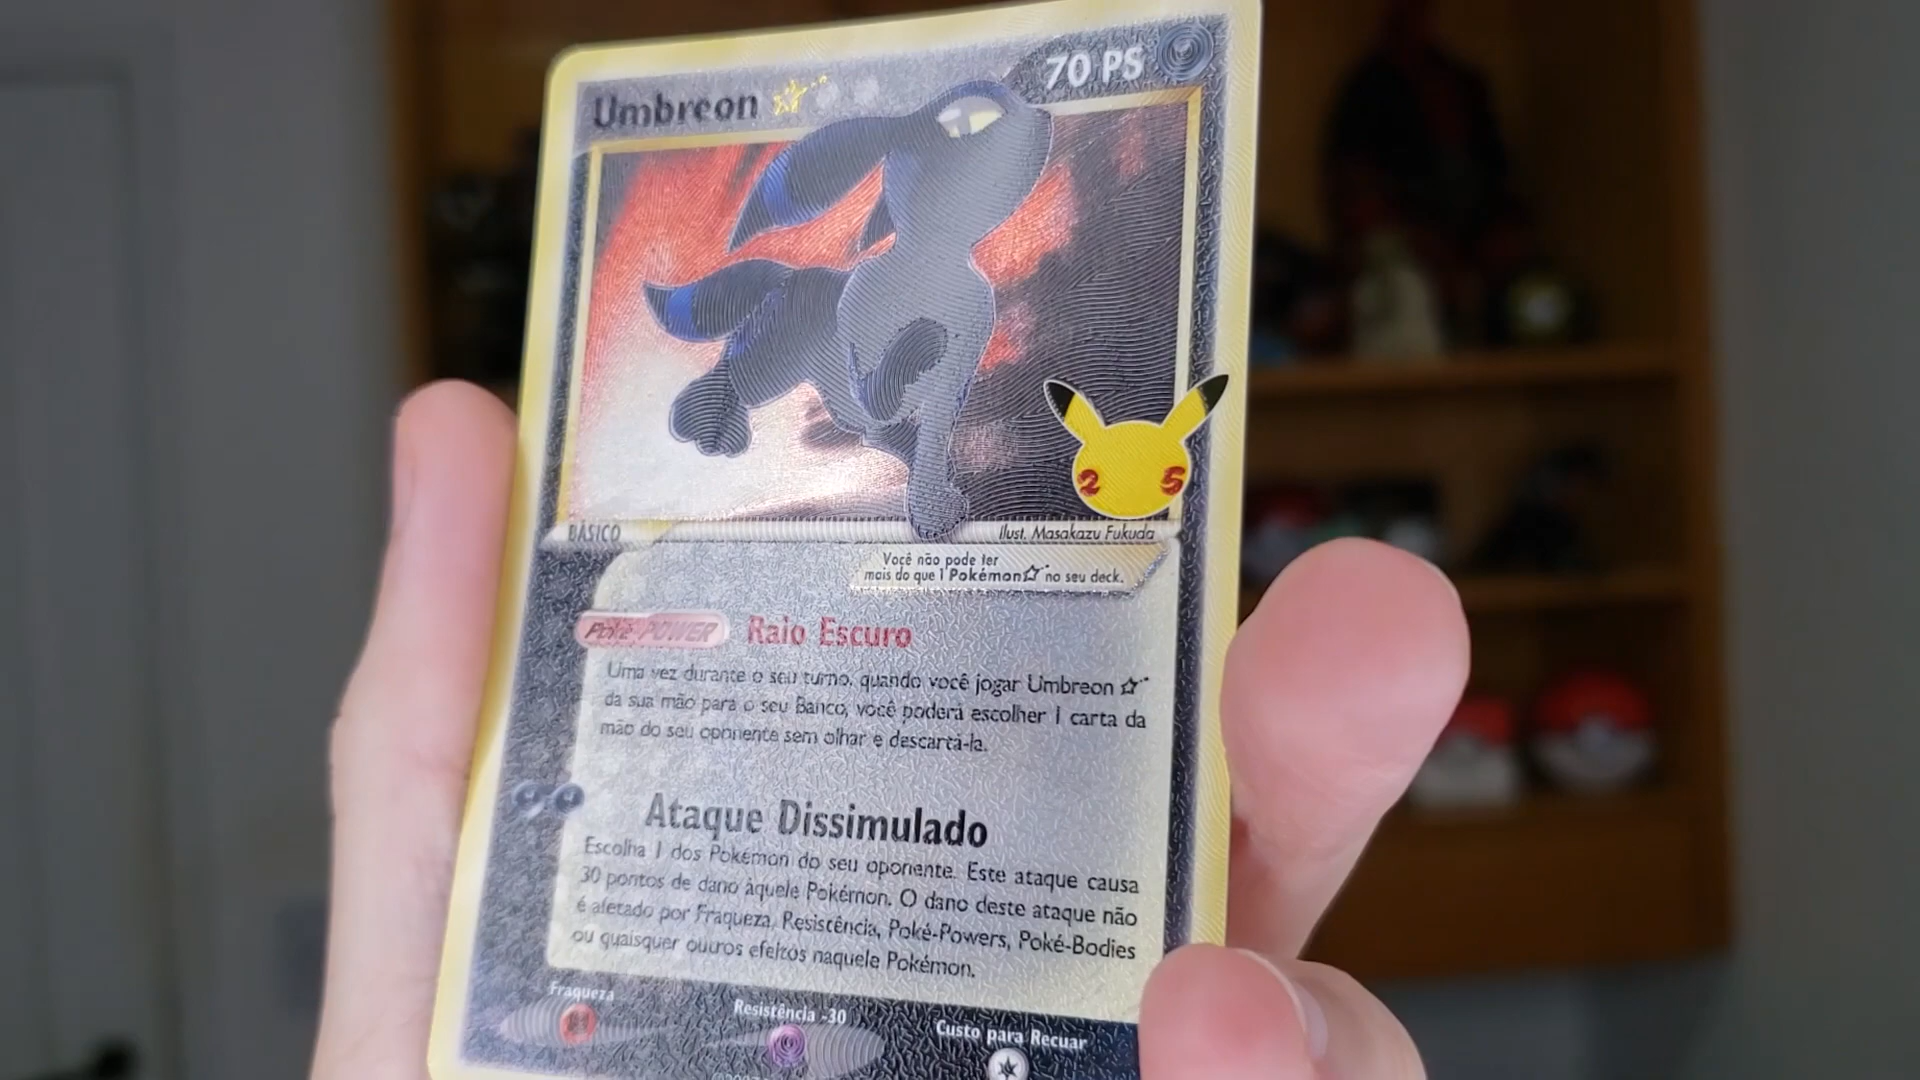 Umbreon
70 PS
2 5
BÁSICO
Ilust. Masakazu Fukuda
Você não pode ter
mais do que 1 Pokémon no seu deck.
Poké-POWER
Raio Escuro
Uma vez durante o seu turno, quando você jogar Umbreon
da sua mão para o seu Banco, você poderá escolher 1 carta da
mão do seu oponente sem olhar e descartá-la.
Ataque Dissimulado
Escolha 1 dos Pokémon do seu oponente. Este ataque causa
30 pontos de dano àquele Pokémon. O dano deste ataque não
é afetado por Fraqueza, Resistência, Poké-Powers, Poké-Bodies
ou quaisquer outros efeitos naquele Pokémon.
Fraqueza
Resistência -30
Custo para Recuar